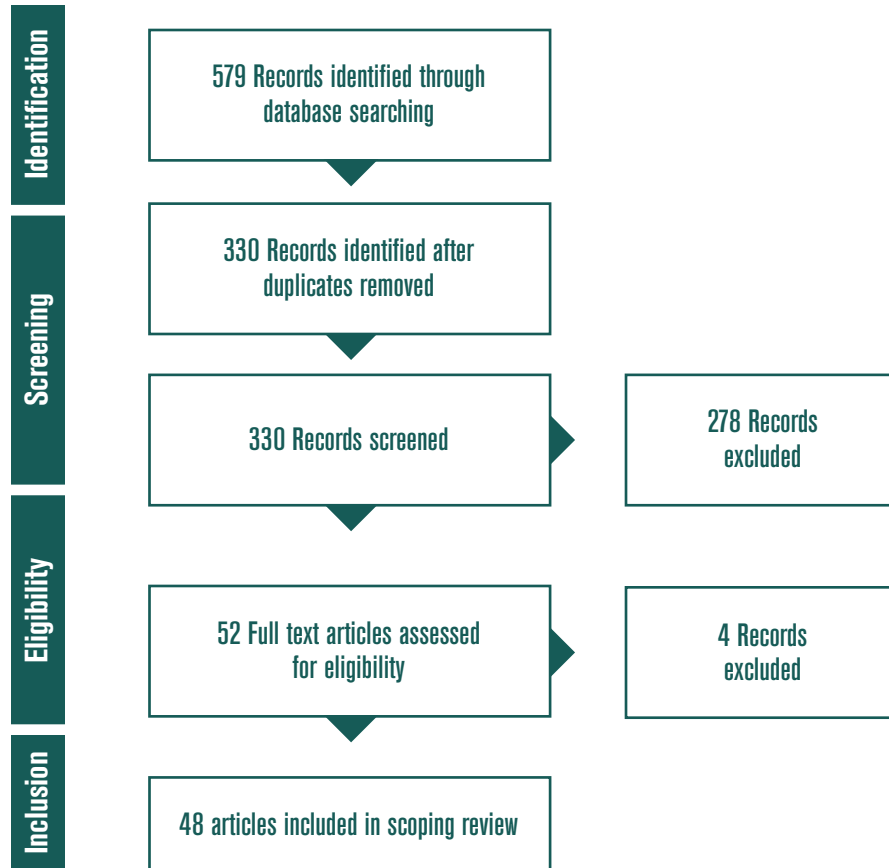 Identification
579 Records identified through
database searching
Screening
330 Records identified after
duplicates removed
330 Records screened
278 Records
excluded
Eligibility
52 Full text articles assessed
for eligibility
4 Records
excluded
Inclusion
48 articles included in scoping review